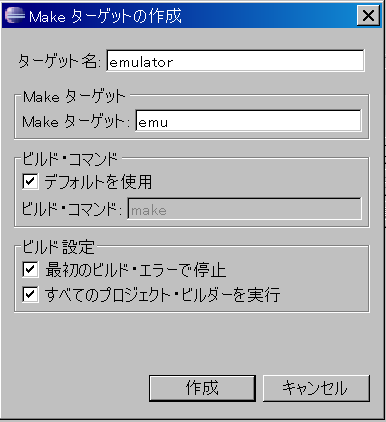 Make ターゲットの作成
ターゲット名: emulator
Make ターゲット
Make ターゲット: emu
ビルド・コマンド
デフォルトを使用
ビルド・コマンド: make
ビルド設定
最初のビルド・エラーで停止
すべてのプロジェクト・ビルダーを実行
作成 キャンセル